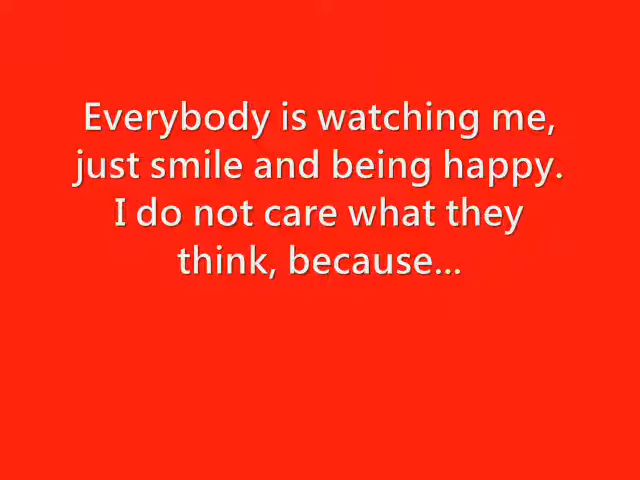 Everybody is watching me,
just smile and being happy.
I do not care what they
think, because...